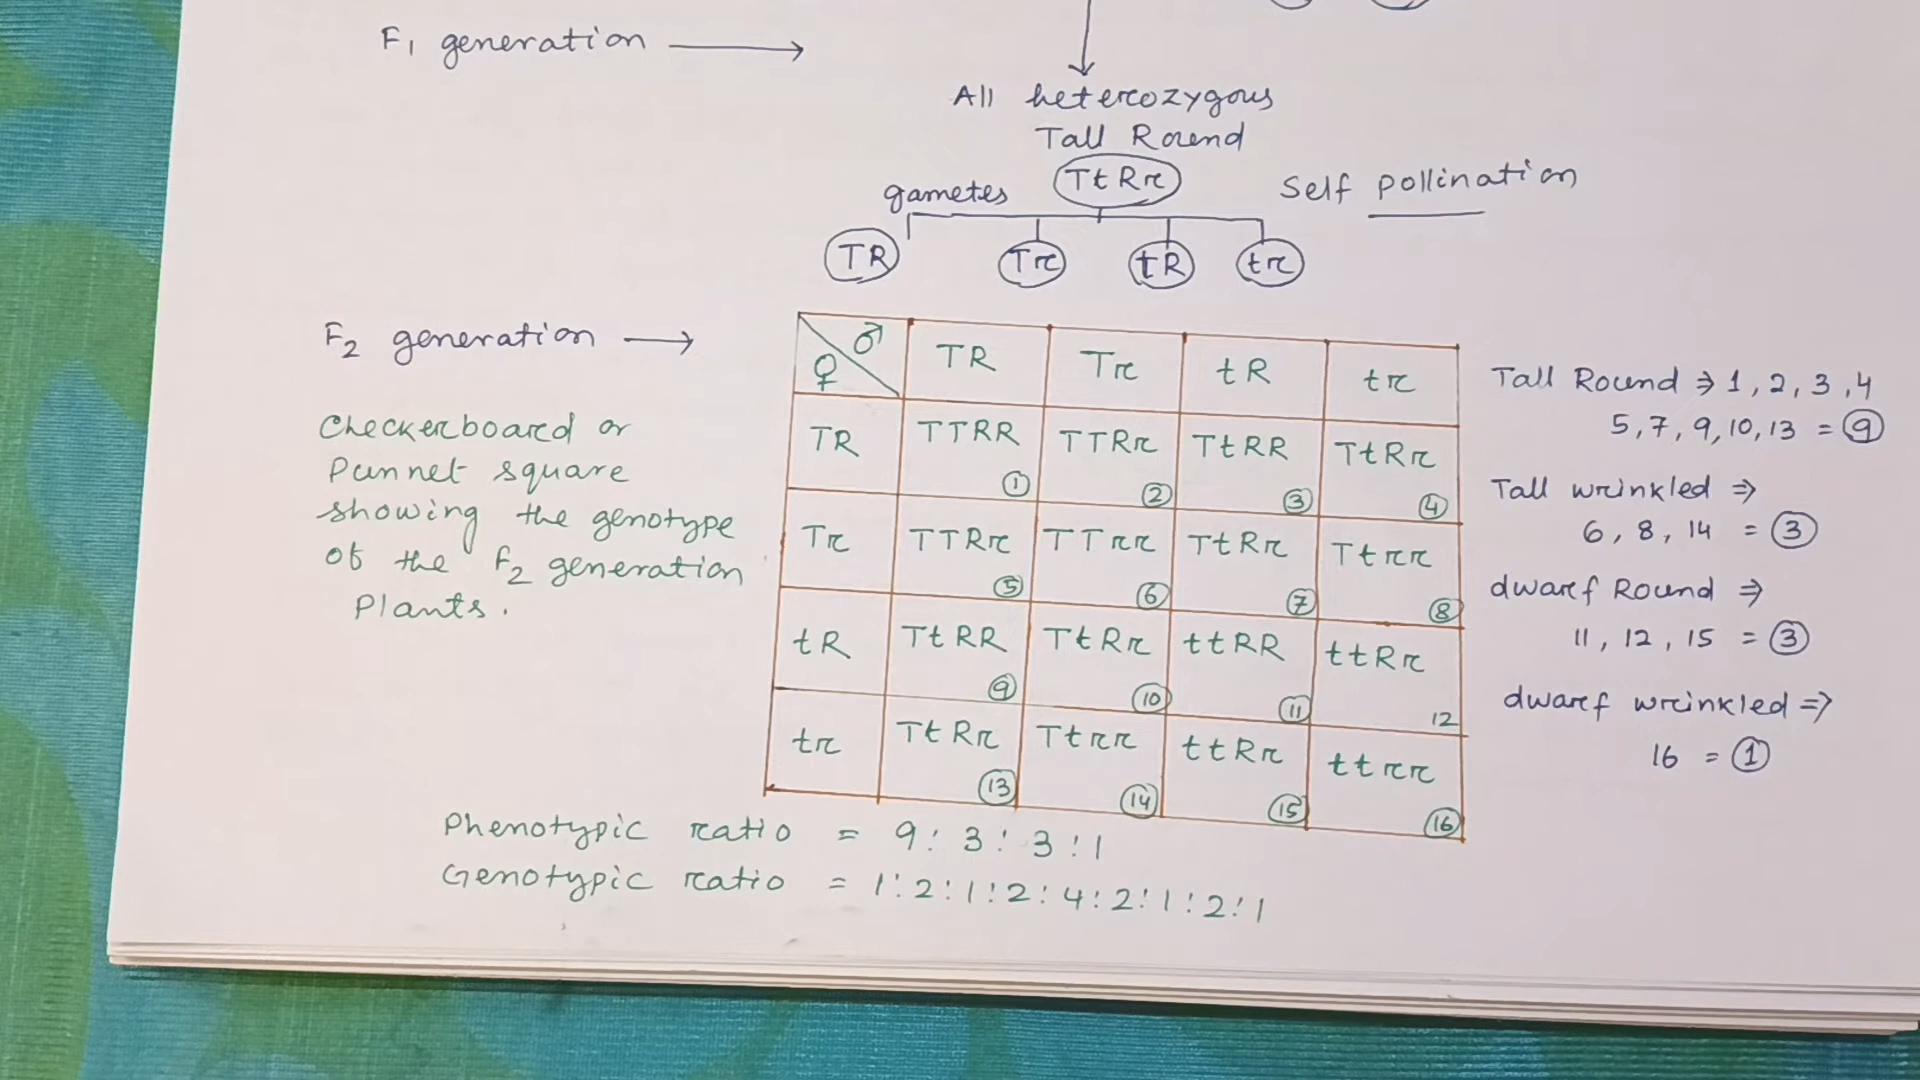 F1 generation →
All heterozygous
Tall Round
TtRr
gametes
Self pollination
TR Tr tR tr
F2 generation →
Checkerboard or
Punnet square
showing the genotype
of the F2 generation
Plants.
♂ TR Tr tR tr
♀
TR TTRR TTRr TtRR TtRr
1 2 3 4
Tr TTRr TTrr TtRr Ttrr
5 6 7 8
tR TtRR TtRr ttRR ttRr
9 10 11 12
tr TtRr Ttrr ttRr ttrr
13 14 15 16
Tall Round ⇒ 1, 2, 3, 4
5, 7, 9, 10, 13 = 9
Tall wrinkled ⇒
6, 8, 14 = 3
dwarf Round ⇒
11, 12, 15 = 3
dwarf wrinkled ⇒
16 = 1
Phenotypic ratio = 9:3:3:1
Genotypic ratio = 1:2:1:2:4:2:1:2:1